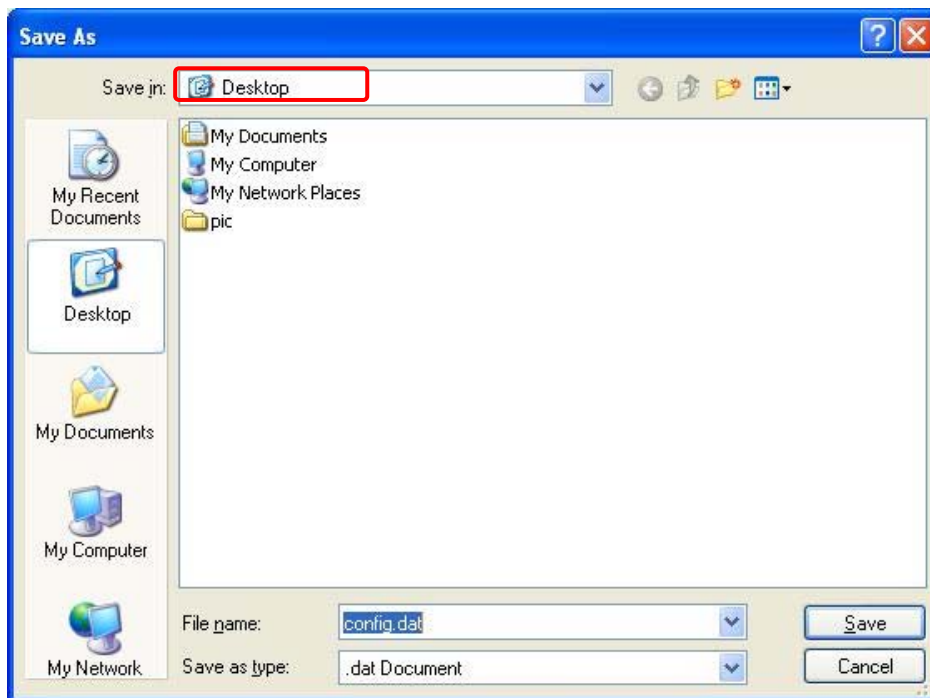 Save As
Save in:
Desktop
My Documents
My Computer
My Network Places
pic
My Recent
Documents
Desktop
My Documents
My Computer
My Network
File name:
config.dat
Save
Save as type:
.dat Document
Cancel